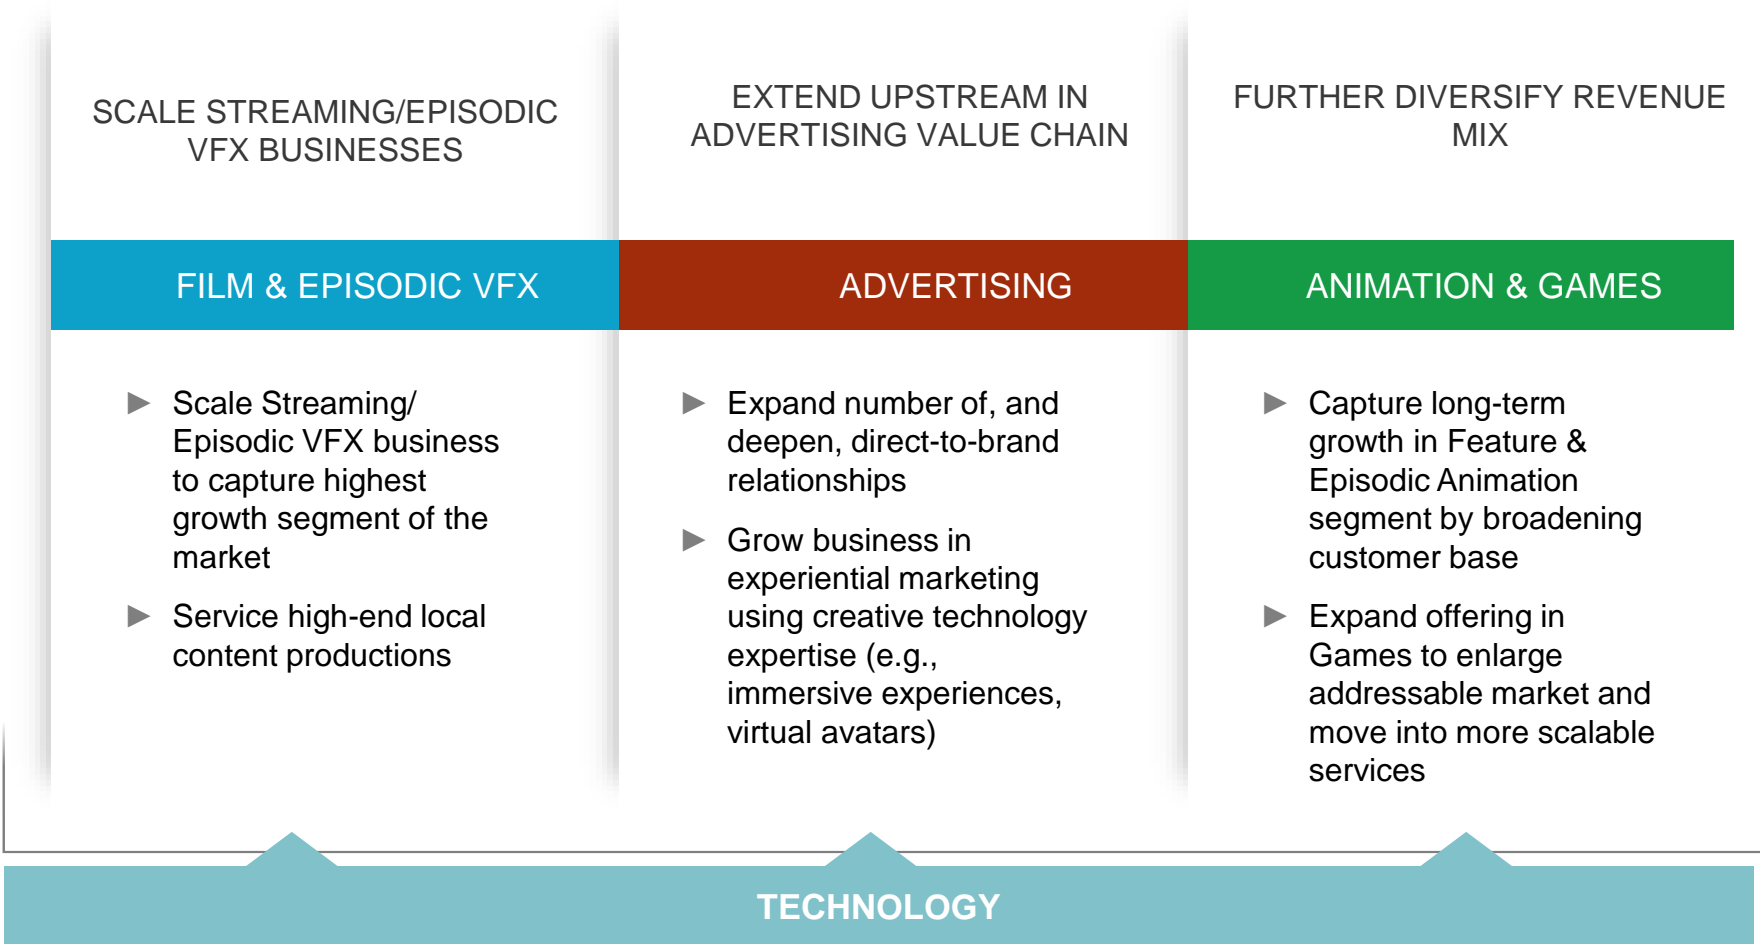 SCALE STREAMING/EPISODIC
VFX BUSINESSES
EXTEND UPSTREAM IN
ADVERTISING VALUE CHAIN
FURTHER DIVERSIFY REVENUE
MIX
FILM & EPISODIC VFX
ADVERTISING
ANIMATION & GAMES
► Scale Streaming/
Episodic VFX business
to capture highest
growth segment of the
market
► Service high-end local
content productions
► Expand number of, and
deepen, direct-to-brand
relationships
► Grow business in
experiential marketing
using creative technology
expertise (e.g.,
immersive experiences,
virtual avatars)
► Capture long-term
growth in Feature &
Episodic Animation
segment by broadening
customer base
► Expand offering in
Games to enlarge
addressable market and
move into more scalable
services
TECHNOLOGY